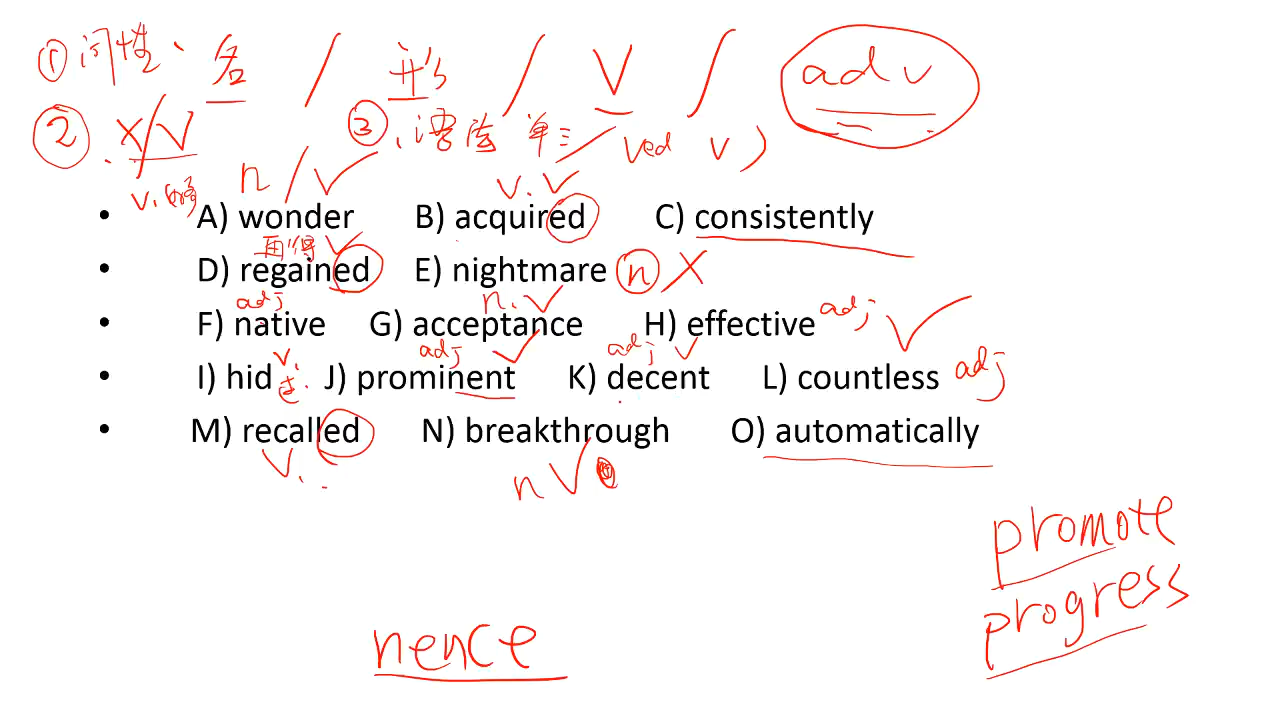 ① 词性、 名 / 形 / V / adv
② . X/V ③ . 语法 单三 / Ved V)
n / ✓ V. ✓
• A) wonder B) acquired C) consistently
再得 ✓
• D) regained E) nightmare n X
adj n. ✓ adj ✓
• F) native G) acceptance H) effective
V. adj ✓ adj ✓ adj
• I) hid J) prominent K) decent L) countless
• M) recalled N) breakthrough O) automatically
V. n ✓
promote
progress
nence